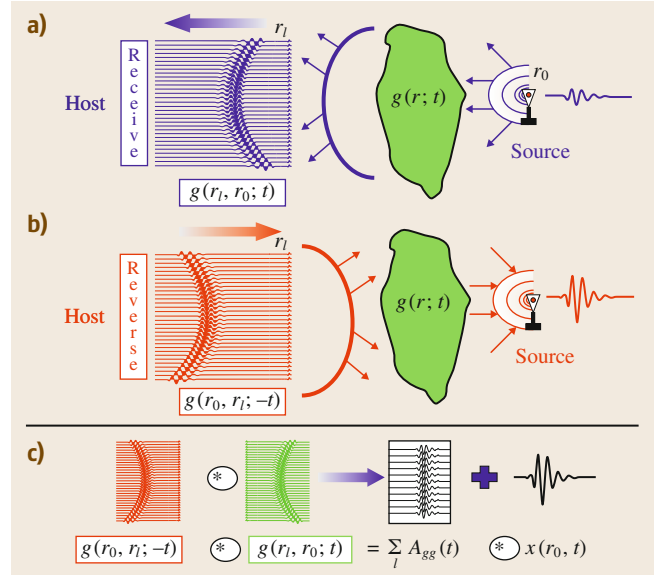 a)
r_l
Host
Receive
g(r; t)
r_0
Source
g(r_l, r_0; t)
b)
r_l
Host
Reverse
g(r; t)
Source
g(r_0, r_l; −t)
c)
*
g(r_0, r_l; −t) * g(r_l, r_0; t) = ∑_l A_gg(t) * x(r_0, t)